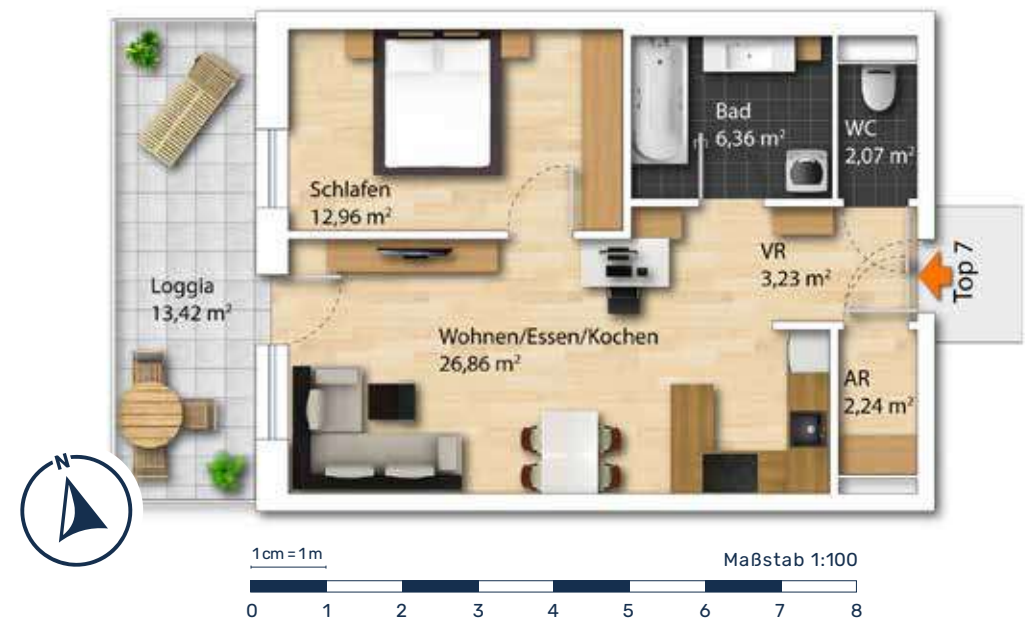 Schlafen
12,96 m²
Bad
6,36 m²
WC
2,07 m²
VR
3,23 m²
Top 7
Loggia
13,42 m²
Wohnen/Essen/Kochen
26,86 m²
AR
2,24 m²
N
1 cm = 1 m
Maßstab 1:100
0 1 2 3 4 5 6 7 8